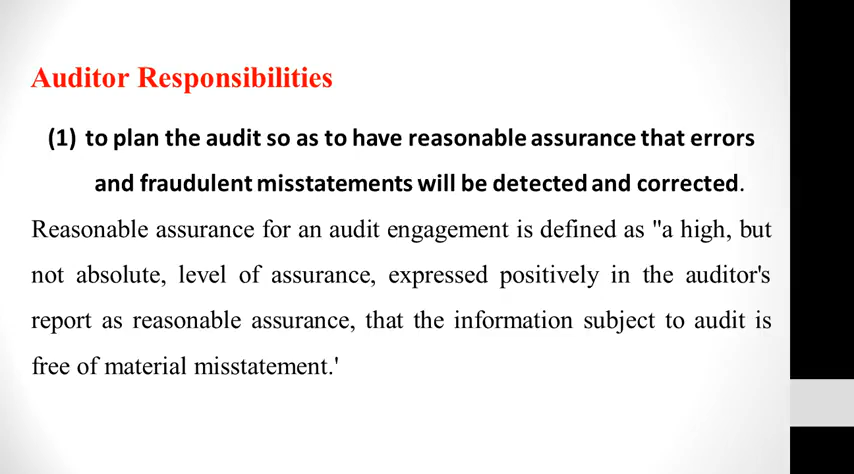 Auditor Responsibilities
(1) to plan the audit so as to have reasonable assurance that errors
and fraudulent misstatements will be detected and corrected.
Reasonable assurance for an audit engagement is defined as "a high, but
not absolute, level of assurance, expressed positively in the auditor's
report as reasonable assurance, that the information subject to audit is
free of material misstatement.'